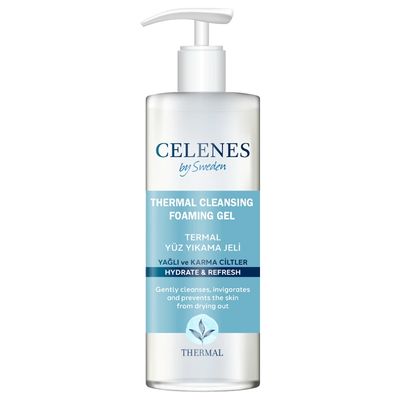 CELENES
by Sweden
THERMAL CLEANSING
FOAMING GEL
TERMAL
YÜZ YIKAMA JELİ
YAĞLI ve KARMA CİLTLER
HYDRATE & REFRESH
Gently cleanses, invigorates
and prevents the skin
from drying out
THERMAL